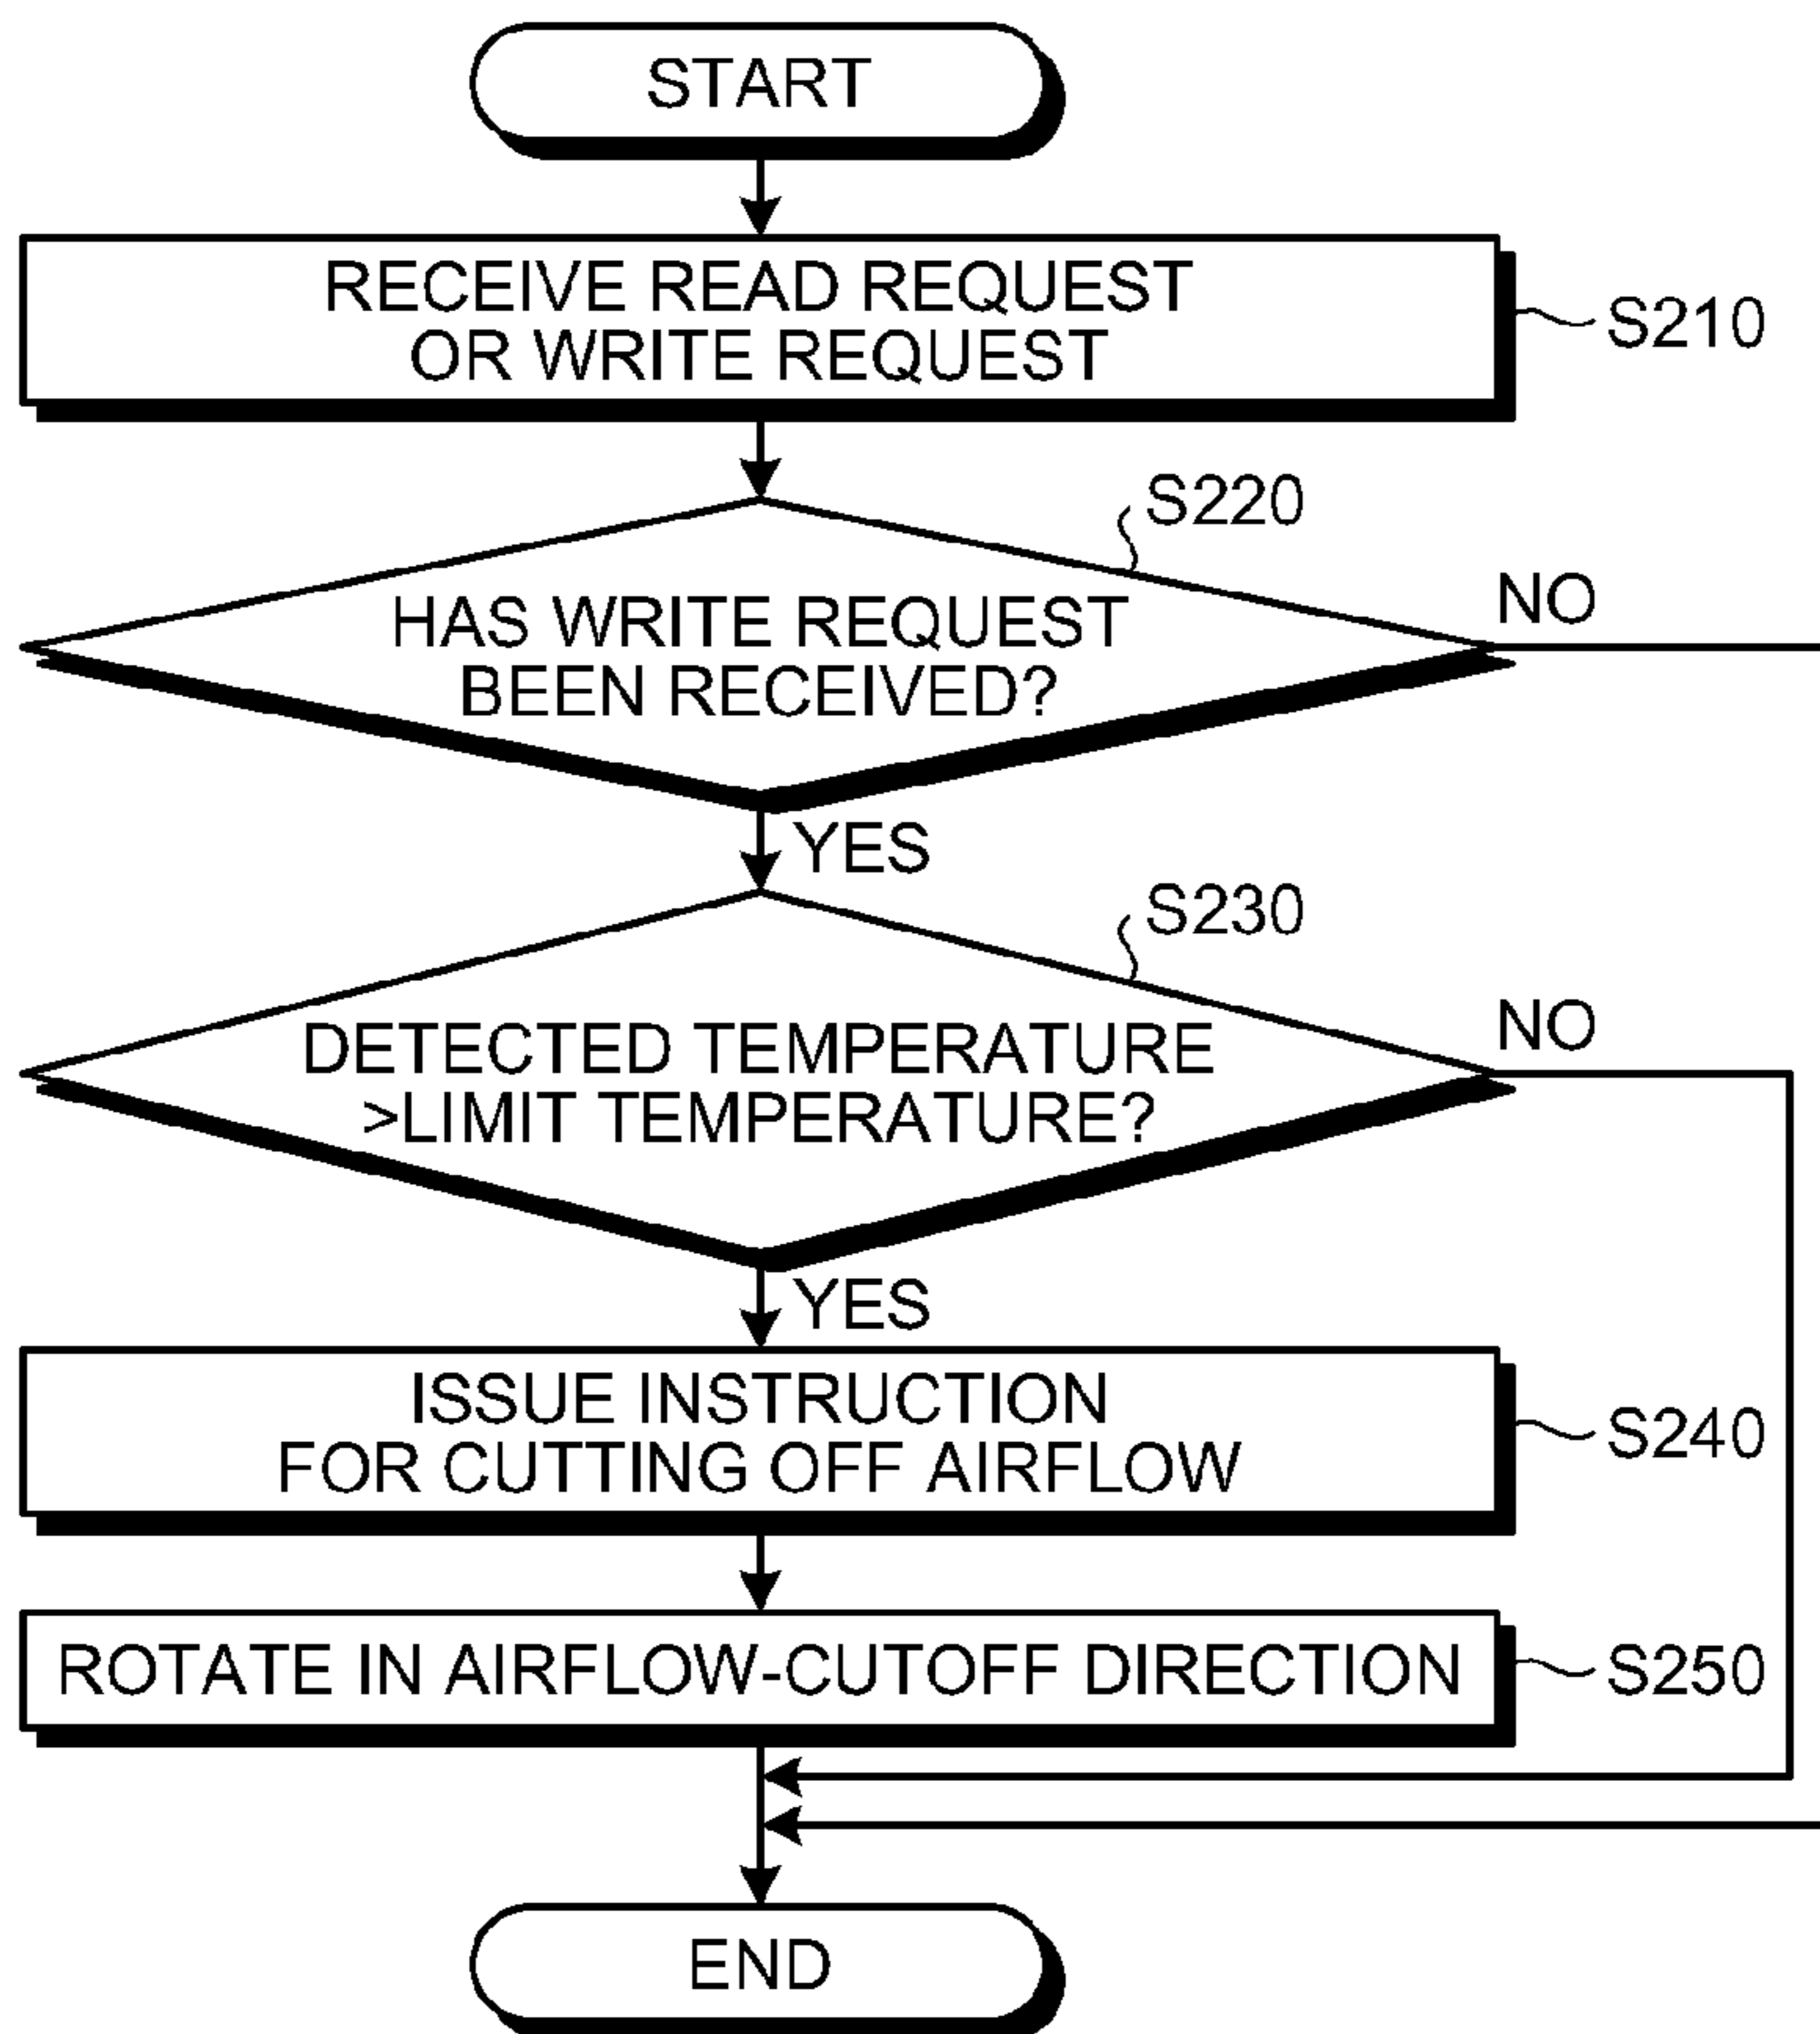 START
RECEIVE READ REQUEST
OR WRITE REQUEST
S210
S220
HAS WRITE REQUEST
BEEN RECEIVED?
NO
YES
S230
DETECTED TEMPERATURE
>LIMIT TEMPERATURE?
NO
YES
ISSUE INSTRUCTION
FOR CUTTING OFF AIRFLOW
S240
ROTATE IN AIRFLOW-CUTOFF DIRECTION
S250
END